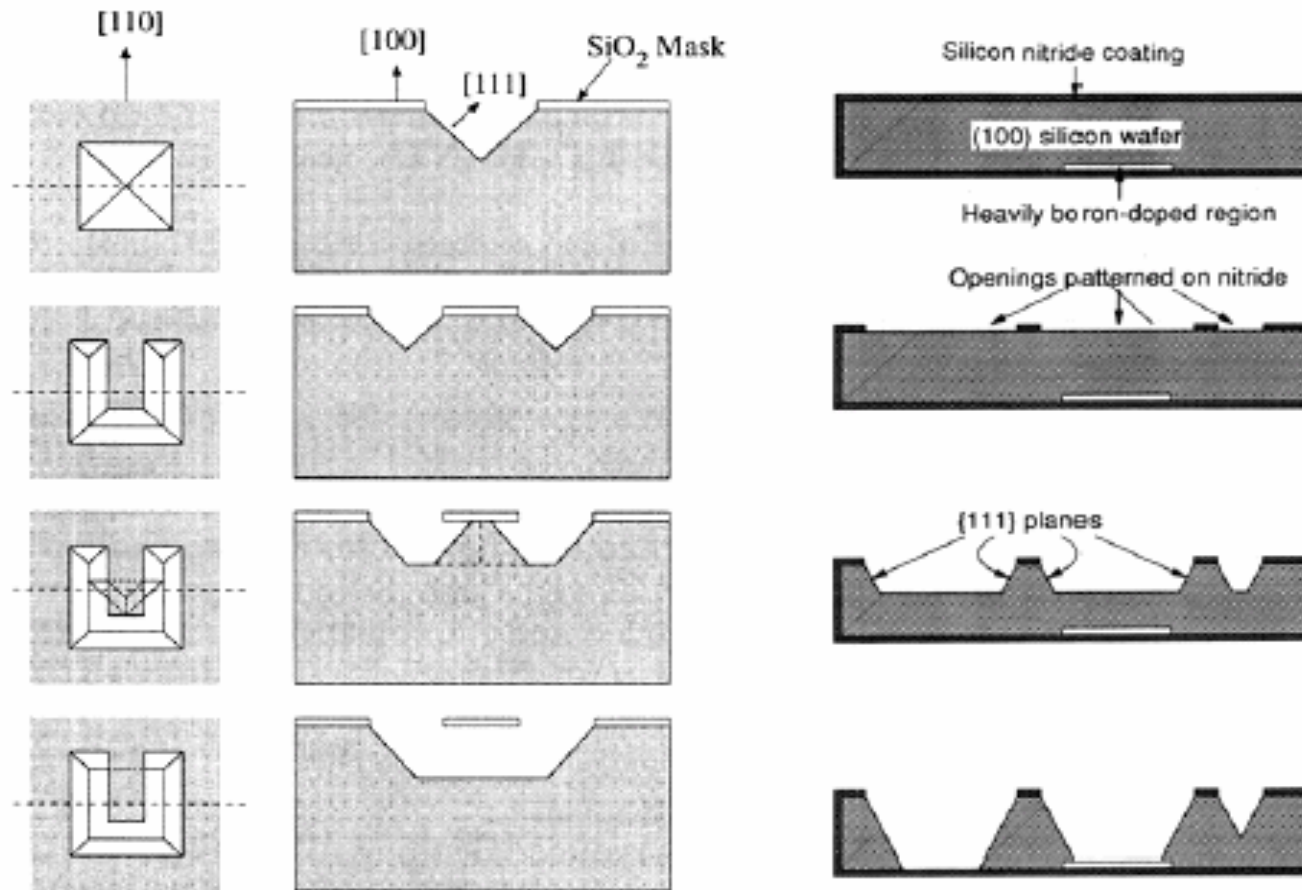 [110]
[100]
[111]
SiO₂ Mask
Silicon nitride coating
(100) silicon wafer
Heavily boron-doped region
Openings patterned on nitride
{111} planes